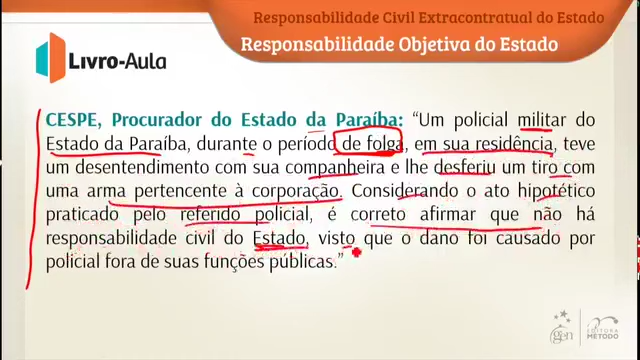 Responsabilidade Civil Extracontratual do Estado
Responsabilidade Objetiva do Estado
Livro-Aula
CESPE, Procurador do Estado da Paraíba: “Um policial militar do
Estado da Paraíba, durante o período de folga, em sua residência, teve
um desentendimento com sua companheira e lhe desferiu um tiro com
uma arma pertencente à corporação. Considerando o ato hipotético
praticado pelo referido policial, é correto afirmar que não há
responsabilidade civil do Estado, visto que o dano foi causado por
policial fora de suas funções públicas.”
gen
EDITORA
MÉTODO